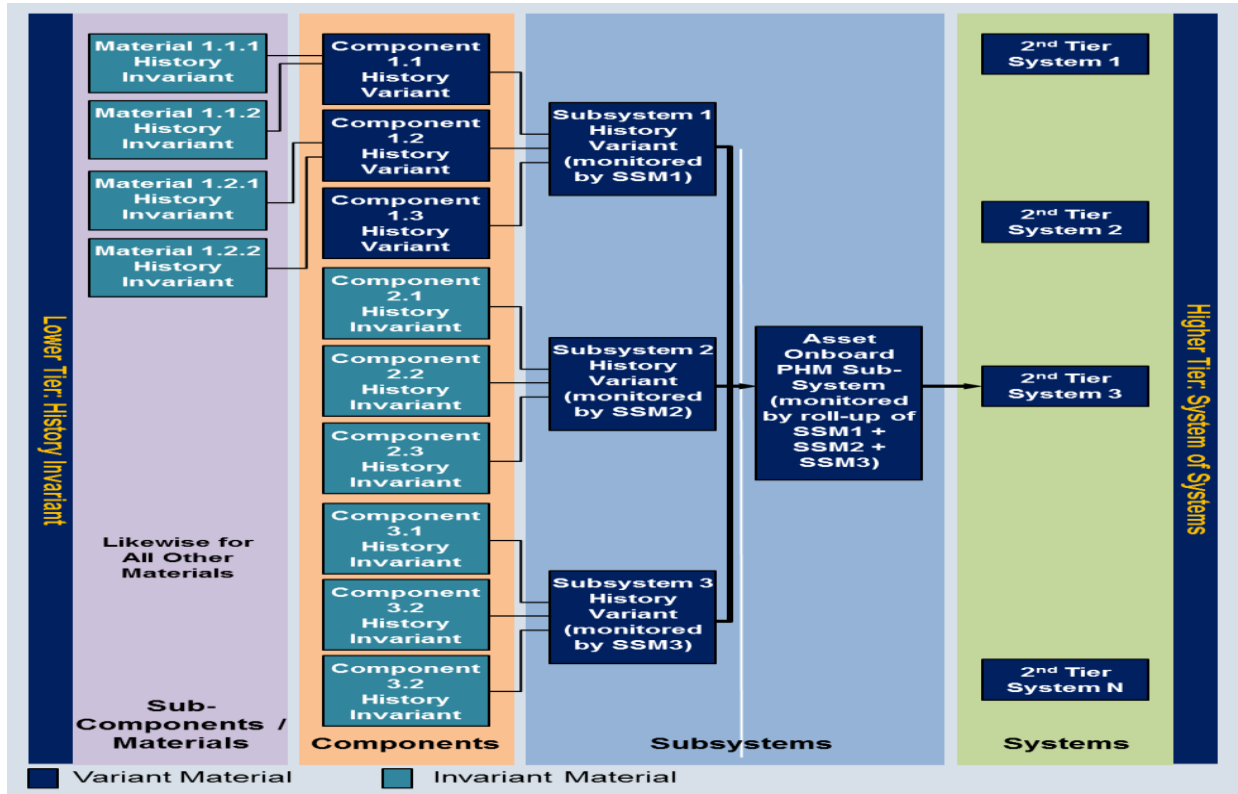 Lower Tier: History Invariant
Material 1.1.1
History
Invariant
Material 1.1.2
History
Invariant
Material 1.2.1
History
Invariant
Material 1.2.2
History
Invariant
Likewise for
All Other
Materials
Sub-
Components /
Materials
Component
1.1
History
Variant
Component
1.2
History
Variant
Component
1.3
History
Variant
Component
2.1
History
Invariant
Component
2.2
History
Invariant
Component
2.3
History
Invariant
Component
3.1
History
Invariant
Component
3.2
History
Invariant
Component
3.2
History
Invariant
Components
Subsystem 1
History
Variant
(monitored
by SSM1)
Subsystem 2
History
Variant
(monitored
by SSM2)
Subsystem 3
History
Variant
(monitored
by SSM3)
Asset
Onboard
PHM Sub-
System
(monitored
by roll-up of
SSM1 +
SSM2 +
SSM3)
Subsystems
2nd Tier
System 1
2nd Tier
System 2
2nd Tier
System 3
2nd Tier
System N
Systems
Higher Tier: System of Systems
Variant Material
Invariant Material